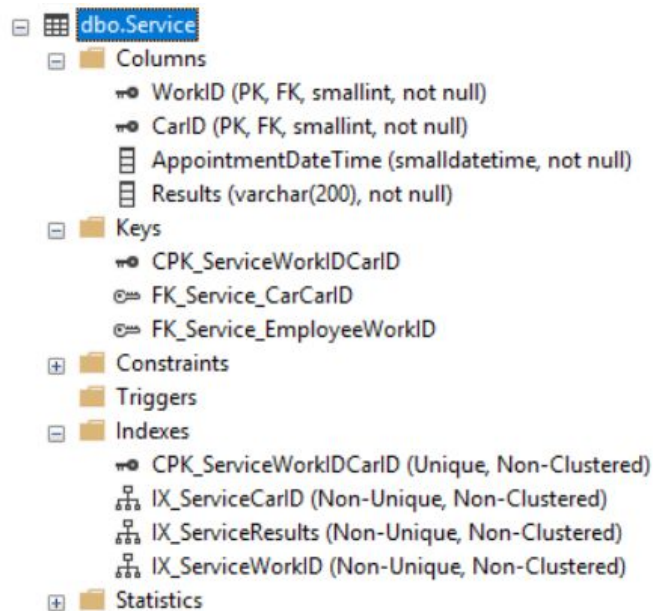 dbo.Service
Columns
WorkID (PK, FK, smallint, not null)
CarID (PK, FK, smallint, not null)
AppointmentDateTime (smalldatetime, not null)
Results (varchar(200), not null)
Keys
CPK_ServiceWorkIDCarID
FK_Service_CarCarID
FK_Service_EmployeeWorkID
Constraints
Triggers
Indexes
CPK_ServiceWorkIDCarID (Unique, Non-Clustered)
IX_ServiceCarID (Non-Unique, Non-Clustered)
IX_ServiceResults (Non-Unique, Non-Clustered)
IX_ServiceWorkID (Non-Unique, Non-Clustered)
Statistics